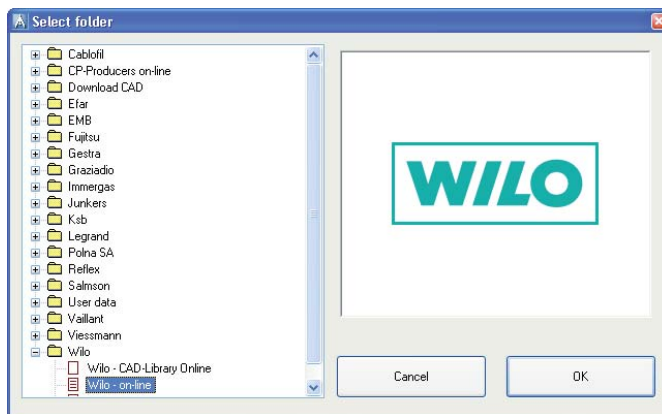 Select folder
Cablofil
CP-Producers on-line
Download CAD
Efar
EMB
Fujitsu
Gestra
Graziadio
Immergas
Junkers
Ksb
Legrand
Polna SA
Reflex
Salmson
User data
Vaillant
Viessmann
Wilo
Wilo - CAD-Library Online
Wilo - on-line
WILO
Cancel
OK